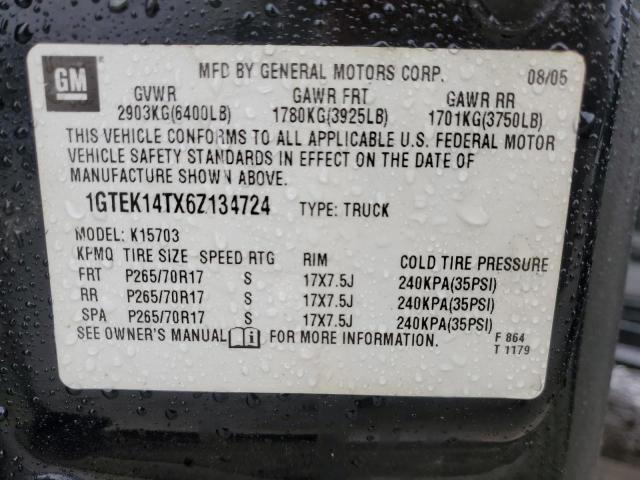 GM
MFD BY GENERAL MOTORS CORP. 08/05
GVWR GAWR FRT GAWR RR
2903KG(6400LB) 1780KG(3925LB) 1701KG(3750LB)
THIS VEHICLE CONFORMS TO ALL APPLICABLE U.S. FEDERAL MOTOR
VEHICLE SAFETY STANDARDS IN EFFECT ON THE DATE OF
MANUFACTURE SHOWN ABOVE.
1GTEK14TX6Z134724 TYPE: TRUCK
MODEL: K15703
KPMQ TIRE SIZE SPEED RTG RIM COLD TIRE PRESSURE
FRT P265/70R17 S 17X7.5J 240KPA(35PSI)
RR P265/70R17 S 17X7.5J 240KPA(35PSI)
SPA P265/70R17 S 17X7.5J 240KPA(35PSI)
SEE OWNER'S MANUAL i FOR MORE INFORMATION.
F 864
T 1179